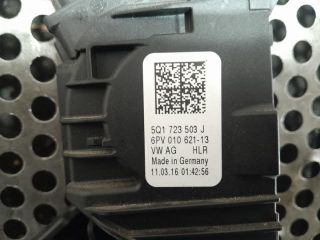 5Q1 723 503 J
6PV 010 621-13
VW AG HLR
Made in Germany
11.03.16 01:42:56